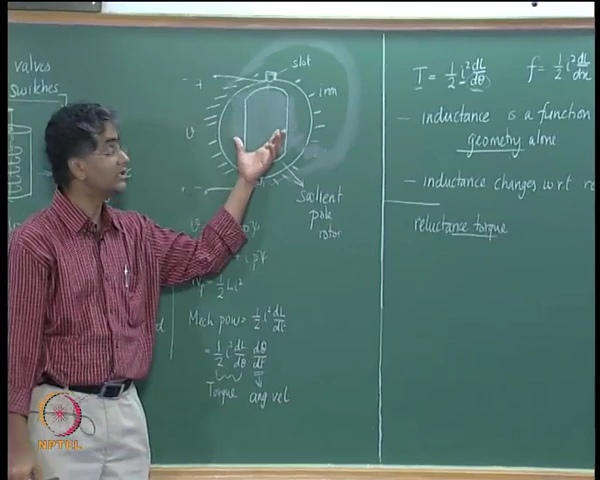 valves
switches
slot
iron
- +
v
+ -
Salient
pole
rotor
= ½ L i²
Mech pow = ½ i² dL/dt
= ½ i² dL/dθ dθ/dt
Torque ang vel
T = ½ i² dL/dθ
f = ½ i² dL/dx
- inductance is a function
geometry alone
- inductance changes w.r.t
reluctance torque
NPTEL